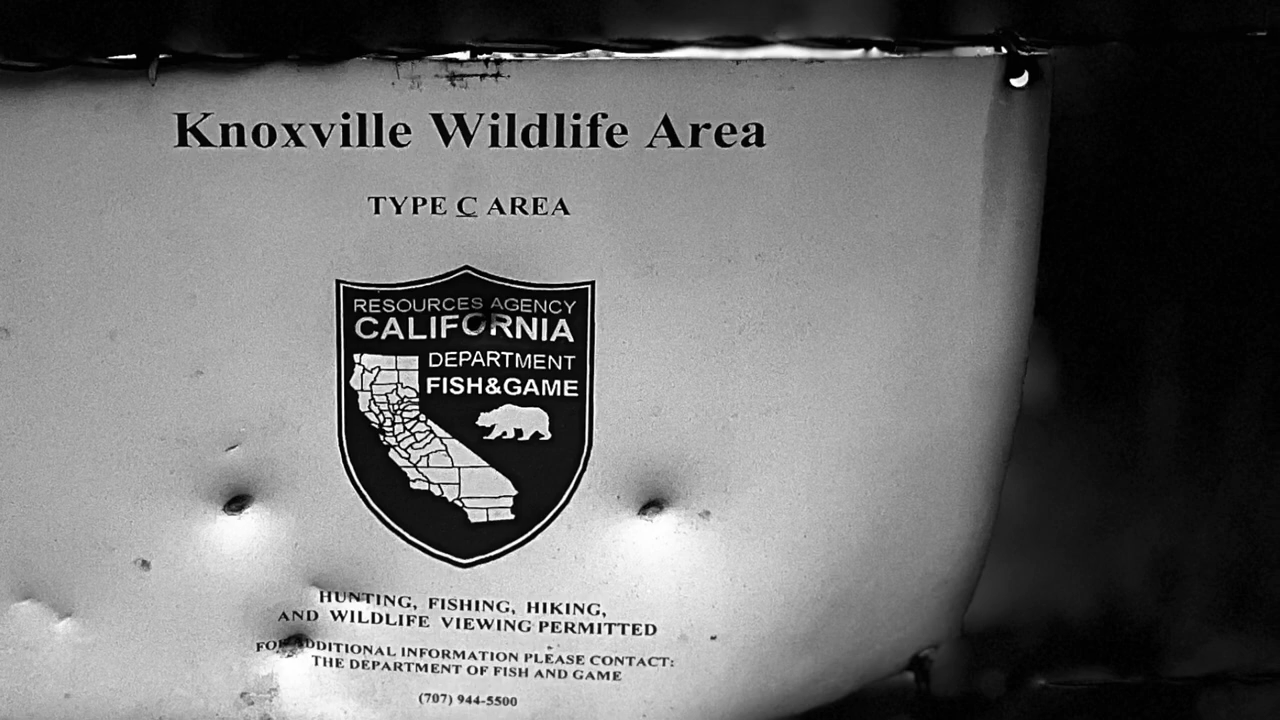 Knoxville Wildlife Area
TYPE C AREA
RESOURCES AGENCY
CALIFORNIA
DEPARTMENT
FISH&GAME
HUNTING, FISHING, HIKING,
AND WILDLIFE VIEWING PERMITTED
FOR ADDITIONAL INFORMATION PLEASE CONTACT:
THE DEPARTMENT OF FISH AND GAME
(707) 944-5500